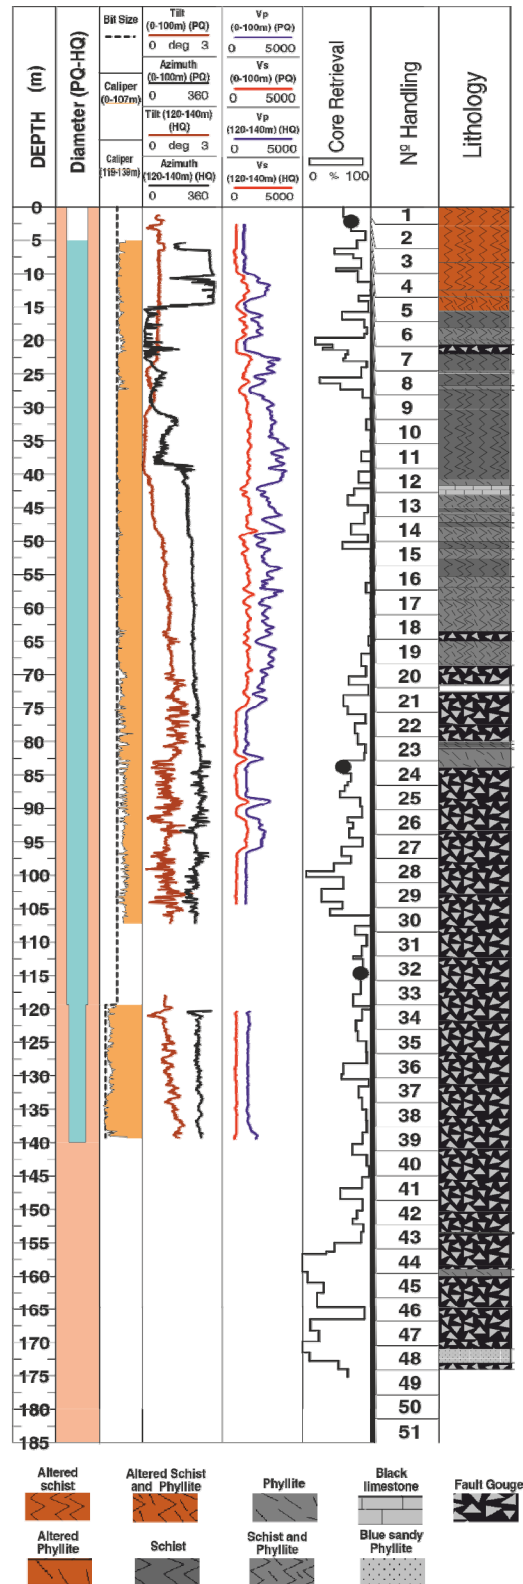 DEPTH (m)
Diameter (PQ-HQ)
Bit Size
Caliper
(0-107m)
Caliper
(119-139m)
Tilt
(0-100m) (PQ)
0 deg 3
Azimuth
(0-100m) (PQ)
0 360
Tilt (120-140m)
(HQ)
0 deg 3
Azimuth
(120-140m) (HQ)
0 360
Vp
(0-100m) (PQ)
0 5000
Vs
(0-100m) (PQ)
0 5000
Vp
(120-140m) (HQ)
0 5000
Vs
(120-140m) (HQ)
0 5000
Core Retrieval
0 % 100
Nº Handling
Lithology
0
5
10
15
20
25
30
35
40
45
50
55
60
65
70
75
80
85
90
95
100
105
110
115
120
125
130
135
140
145
150
155
160
165
170
175
180
185
1
2
3
4
5
6
7
8
9
10
11
12
13
14
15
16
17
18
19
20
21
22
23
24
25
26
27
28
29
30
31
32
33
34
35
36
37
38
39
40
41
42
43
44
45
46
47
48
49
50
51
Altered
schist
Altered Schist
and Phyllite
Phyllite
Black
limestone
Fault Gouge
Altered
Phyllite
Schist
Schist and
Phyllite
Blue sandy
Phyllite